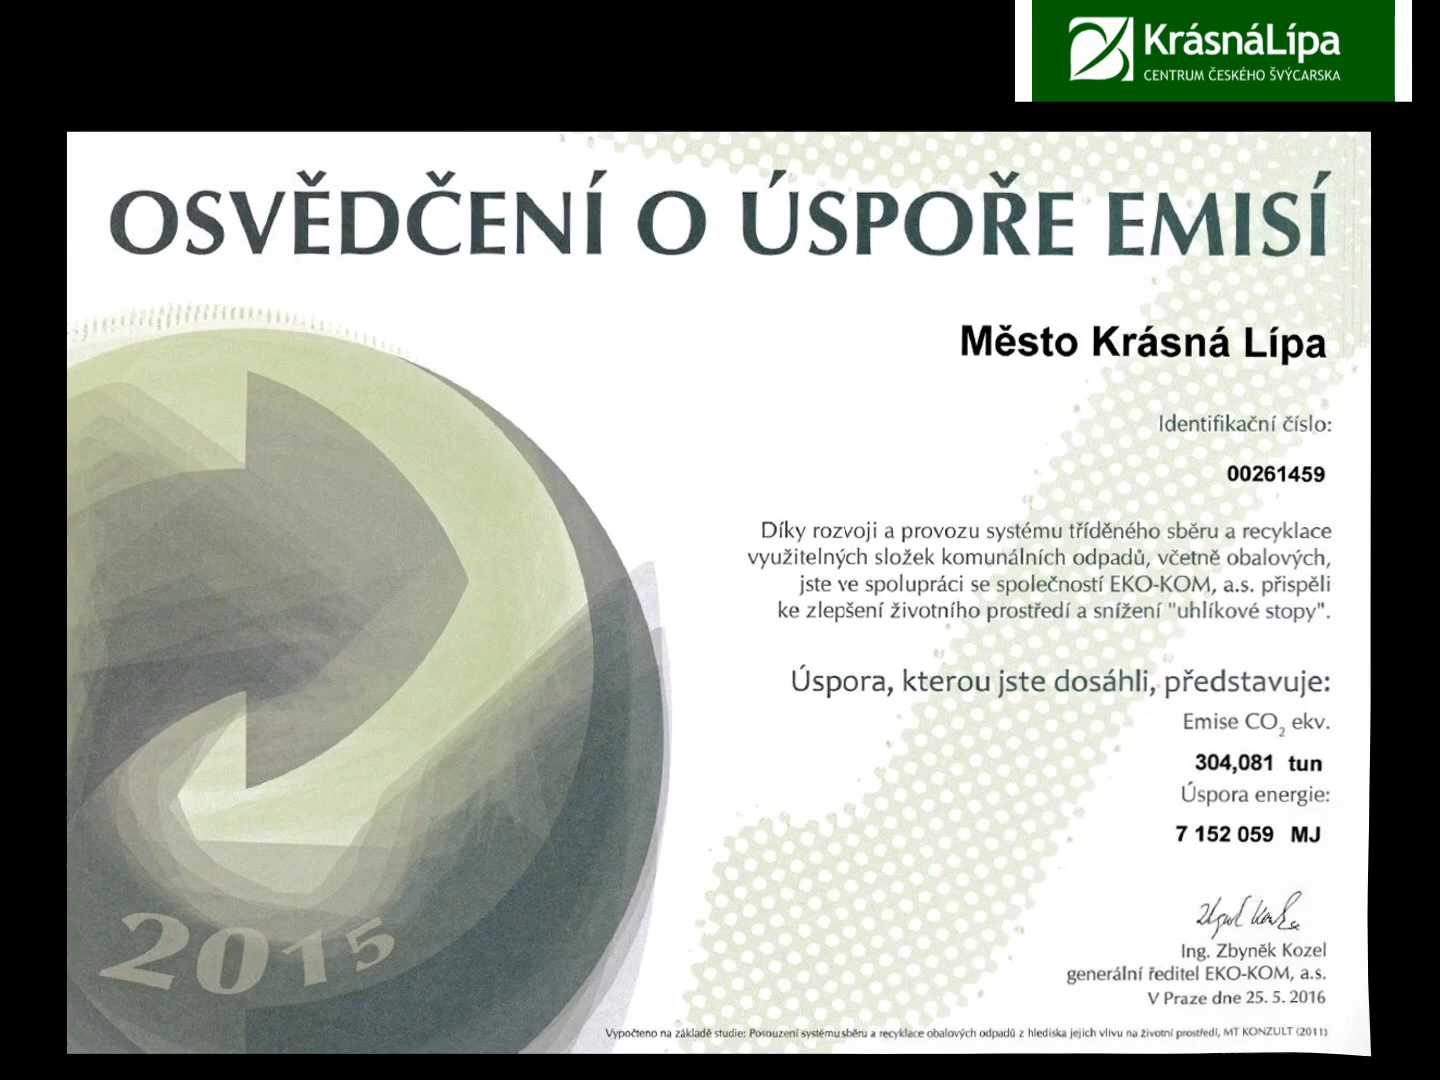 KrásnáLípa
CENTRUM ČESKÉHO ŠVÝCARSKA
OSVĚDČENÍ O ÚSPOŘE EMISÍ
Město Krásná Lípa
Identifikační číslo:
00261459
Díky rozvoji a provozu systému tříděného sběru a recyklace
využitelných složek komunálních odpadů, včetně obalových,
jste ve spolupráci se společností EKO-KOM, a.s. přispěli
ke zlepšení životního prostředí a snížení "uhlíkové stopy".
Úspora, kterou jste dosáhli, představuje:
Emise CO₂ ekv.
304,081 tun
Úspora energie:
7 152 059 MJ
2015
Ing. Zbyněk Kozel
generální ředitel EKO-KOM, a.s.
V Praze dne 25. 5. 2016
Vypočteno na základě studie: Posouzení systému sběru a recyklace obalových odpadů z hlediska jejich vlivu na životní prostředí, MT KONZULT (2011)